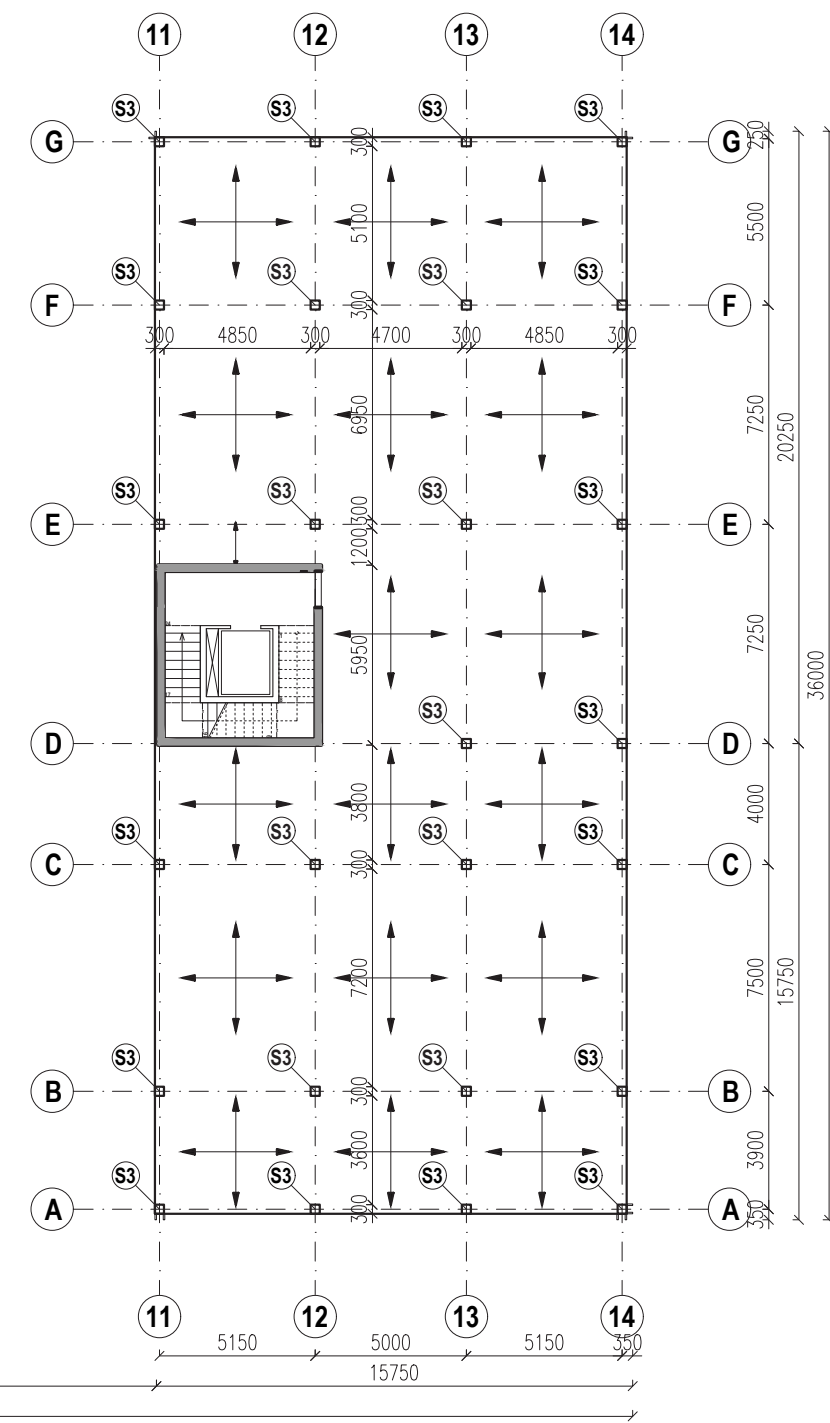 11 12 13 14
S3 S3 S3 S3
G 300 G 250
5100 5500
S3 S3 S3 S3
F 300 F
300 4850 300 4700 300 4850 300
6950 7250 20250
S3 S3 S3 S3
E 300 E
1200
5950 7250 36000
S3 S3
D D
3800 4000
S3 S3 S3 S3
C 300 C
7200 7500 15750
S3 S3 S3 S3
B 300 B
3600 3900
S3 S3 S3 S3
A 300 A 350
11 12 13 14
5150 5000 5150 350
15750